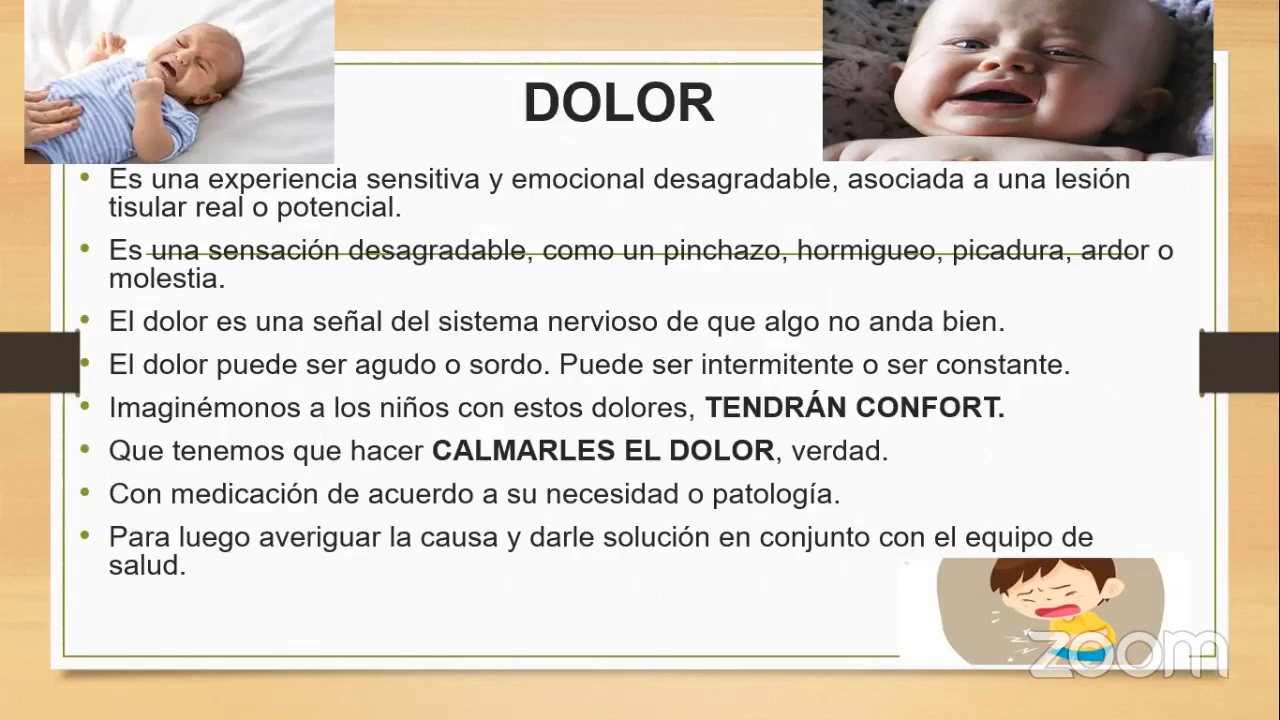 DOLOR
• Es una experiencia sensitiva y emocional desagradable, asociada a una lesión
tisular real o potencial.
• Es una sensación desagradable, como un pinchazo, hormigueo, picadura, ardor o
molestia.
• El dolor es una señal del sistema nervioso de que algo no anda bien.
• El dolor puede ser agudo o sordo. Puede ser intermitente o ser constante.
• Imaginémonos a los niños con estos dolores, TENDRÁN CONFORT.
• Que tenemos que hacer CALMARLES EL DOLOR, verdad.
• Con medicación de acuerdo a su necesidad o patología.
• Para luego averiguar la causa y darle solución en conjunto con el equipo de
salud.
zoom